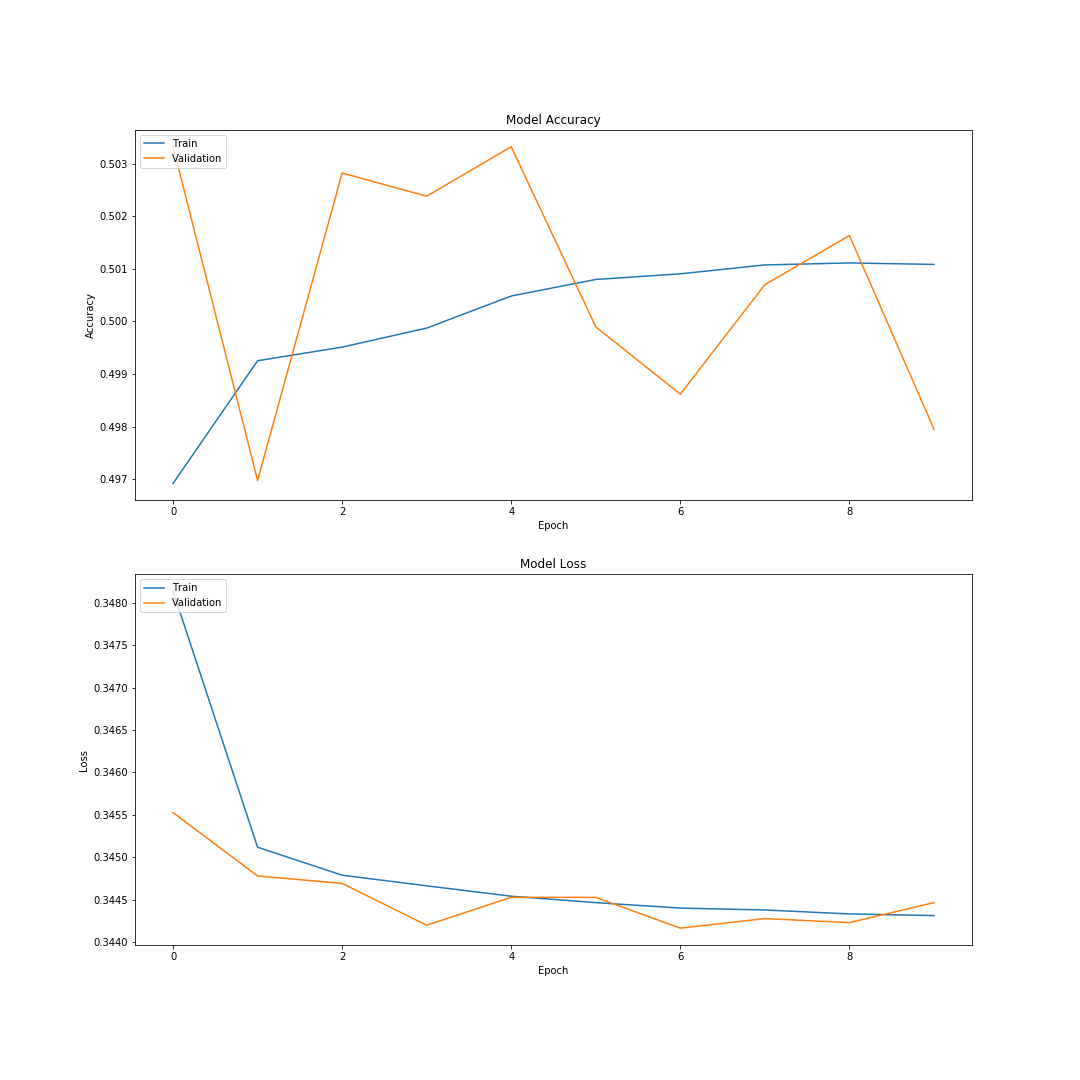 Model Accuracy
Train
Validation
0.503
0.502
0.501
0.500
0.499
0.498
0.497
Accuracy
0 2 4 6 8
Epoch
Model Loss
Train
Validation
0.3480
0.3475
0.3470
0.3465
0.3460
0.3455
0.3450
0.3445
0.3440
Loss
0 2 4 6 8
Epoch